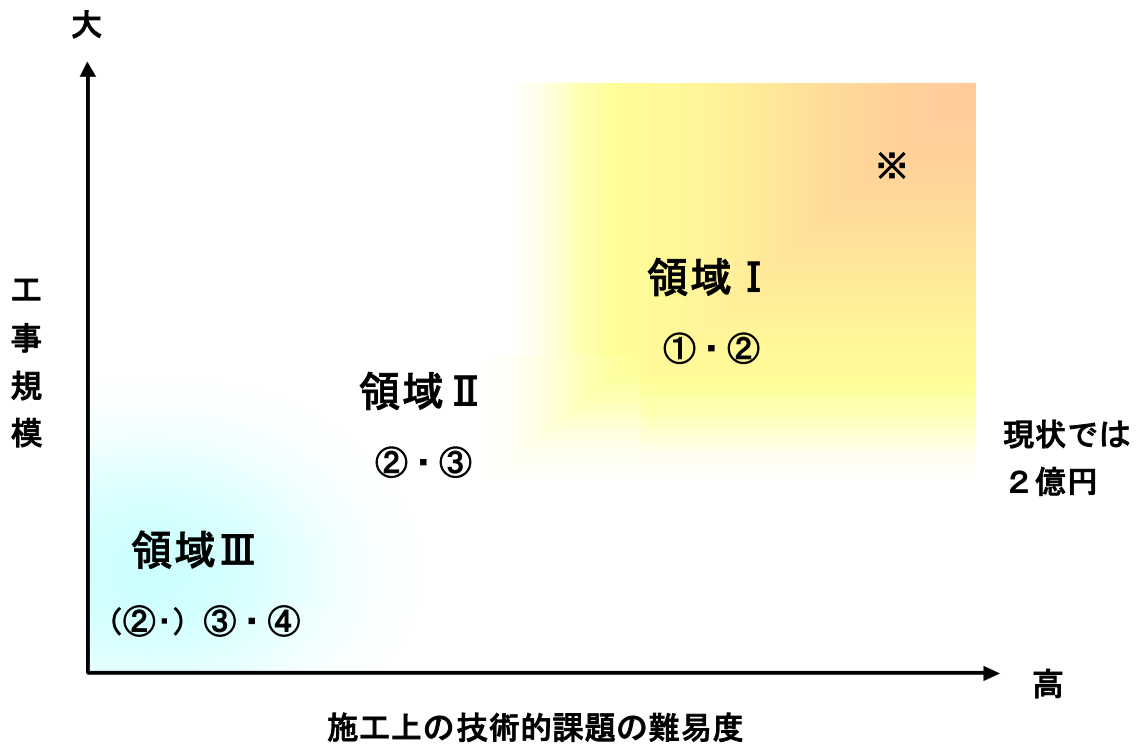 大
※
領域Ⅰ
①・②
工事規模
領域Ⅱ
②・③
現状では
２億円
領域Ⅲ
（②・）③・④
高
施工上の技術的課題の難易度